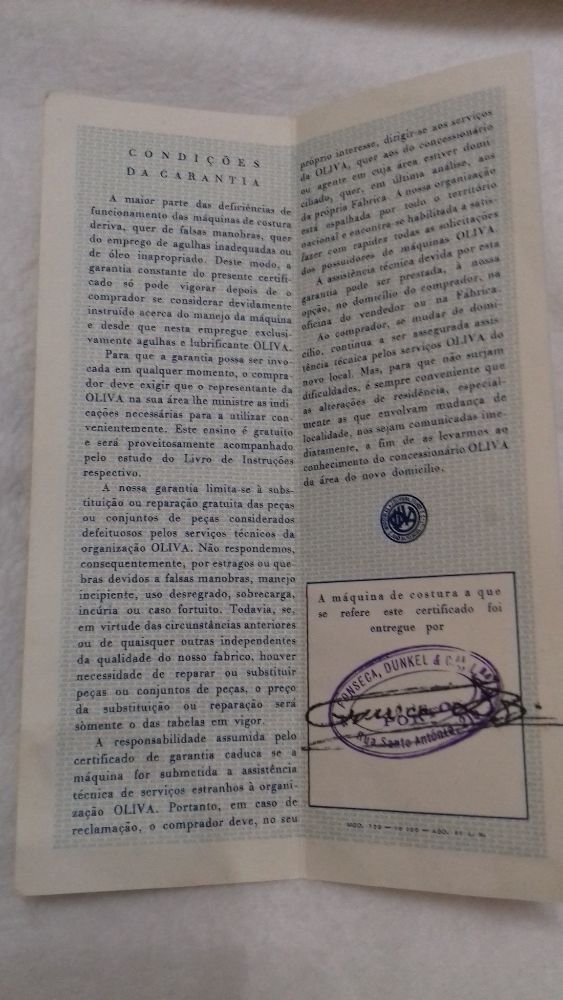 CONDIÇÕES
DA GARANTIA
A maior parte das deficiências de
funcionamento das máquinas de costura
deriva, quer de falsas manobras, quer
do emprego de agulhas inadequadas ou
de óleo inapropriado. Deste modo, a
garantia constante do presente certifi-
cado só pode vigorar depois de o
comprador se considerar devidamente
instruído acerca do manejo da máquina
e desde que nesta empregue exclusi-
vamente agulhas e lubrificante OLIVA.
Para que a garantia possa ser invo-
cada em qualquer momento, o compra-
dor deve exigir que o representante da
OLIVA na sua área lhe ministre as indi-
cações necessárias para a utilizar con-
venientemente. Este ensino é gratuito
e será proveitosamente acompanhado
pelo estudo do Livro de Instruções
respectivo.
A nossa garantia limita-se à subs-
tituição ou reparação gratuita das peças
ou conjuntos de peças considerados
defeituosos pelos serviços técnicos da
organização OLIVA. Não respondemos,
consequentemente, por estragos ou que-
bras devidos a falsas manobras, manejo
incipiente, uso desregrado, sobrecarga,
incúria ou caso fortuito. Todavia, se,
em virtude das circunstâncias anteriores
ou de quaisquer outras independentes
da qualidade do nosso fabrico, houver
necessidade de reparar ou substituir
peças ou conjuntos de peças, o preço
da substituição ou reparação será
sòmente o das tabelas em vigor.
A responsabilidade assumida pelo
certificado de garantia caduca se a
máquina for submetida a assistência
técnica de serviços estranhos à organi-
zação OLIVA. Portanto, em caso de
reclamação, o comprador deve, no seu
próprio interesse, dirigir-se aos serviços
da OLIVA, quer aos do concessionário
ou agente em cuja área estiver domi-
ciliado, quer, em última análise, aos
da própria Fábrica. A nossa organização
está espalhada por todo o território
nacional e encontra-se habilitada a satis-
fazer com rapidez todas as solicitações
dos possuidores de máquinas OLIVA.
A assistência técnica devida por esta
garantia pode ser prestada, à nossa
opção, no domicílio do comprador, na
oficina do vendedor ou na Fábrica.
Ao comprador, se mudar de domi-
cílio, continua a ser assegurada assis-
tência técnica pelos serviços OLIVA do
novo local. Mas, para que não surjam
dificuldades, é sempre conveniente que
as alterações de residência, especial-
mente as que envolvam mudança de
localidade, nos sejam comunicadas ime-
diatamente, a fim de as levarmos ao
conhecimento do concessionário OLIVA
da área do novo domicílio.
A máquina de costura a que
se refere este certificado foi
entregue por
FONSECA, DUNKEL &
Rua Santo António